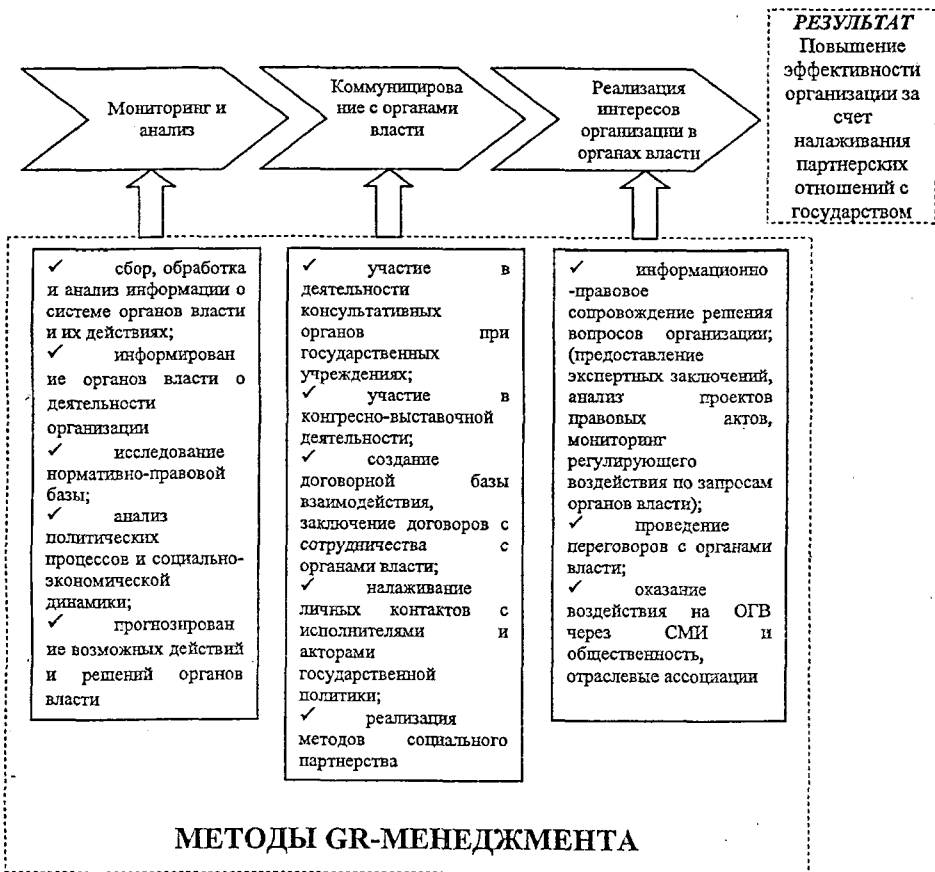 РЕЗУЛЬТАТ
Повышение
эффективности
организации за
счет
налаживания
партнерских
отношений с
государством
Мониторинг и
анализ
Коммуницирова
ние с органами
власти
Реализация
интересов
организации в
органах власти
✓ сбор, обработка
и анализ информации о
системе органов власти
и их действиях;
✓ информирован
ие органов власти о
деятельности
организации
✓ исследование
нормативно-правовой
базы;
✓ анализ
политических
процессов и социально-
экономической
динамики;
✓ прогнозирован
ие возможных действий
и решений органов
власти
✓ участие в
деятельности
консультативных
органов при
государственных
учреждениях;
✓ участие в
конгресно-выставочной
деятельности;
✓ создание
договорной базы
взаимодействия,
заключение договоров с
сотрудничества с
органами власти;
✓ налаживание
личных контактов с
исполнителями и
акторами
государственной
политики;
✓ реализация
методов социального
партнерства
✓ информационно
-правовое
сопровождение решения
вопросов организации;
(предоставление
экспертных заключений,
анализ проектов
правовых актов,
мониторинг
регулирующего
воздействия по запросам
органов власти);
✓ проведение
переговоров с органами
власти;
✓ оказание
воздействия на ОГВ
через СМИ и
общественность,
отраслевые ассоциации
МЕТОДЫ GR-МЕНЕДЖМЕНТА